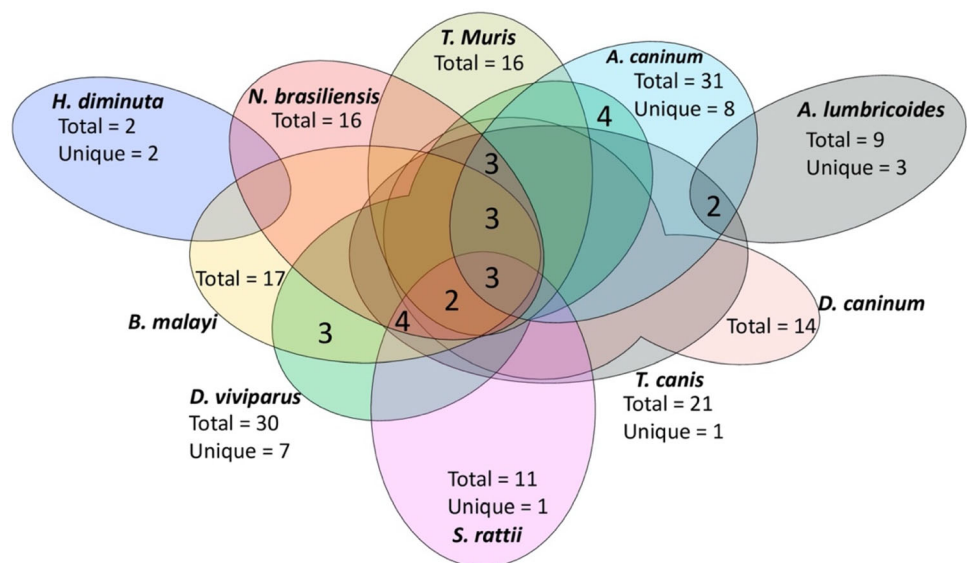 T. Muris
Total = 16
A. caninum
Total = 31
Unique = 8
H. diminuta
Total = 2
Unique = 2
N. brasiliensis
Total = 16
A. lumbricoides
Total = 9
Unique = 3
4
3
2
3
3
2
4
3
Total = 17
B. malayi
D. caninum
Total = 14
D. viviparus
Total = 30
Unique = 7
T. canis
Total = 21
Unique = 1
Total = 11
Unique = 1
S. rattii